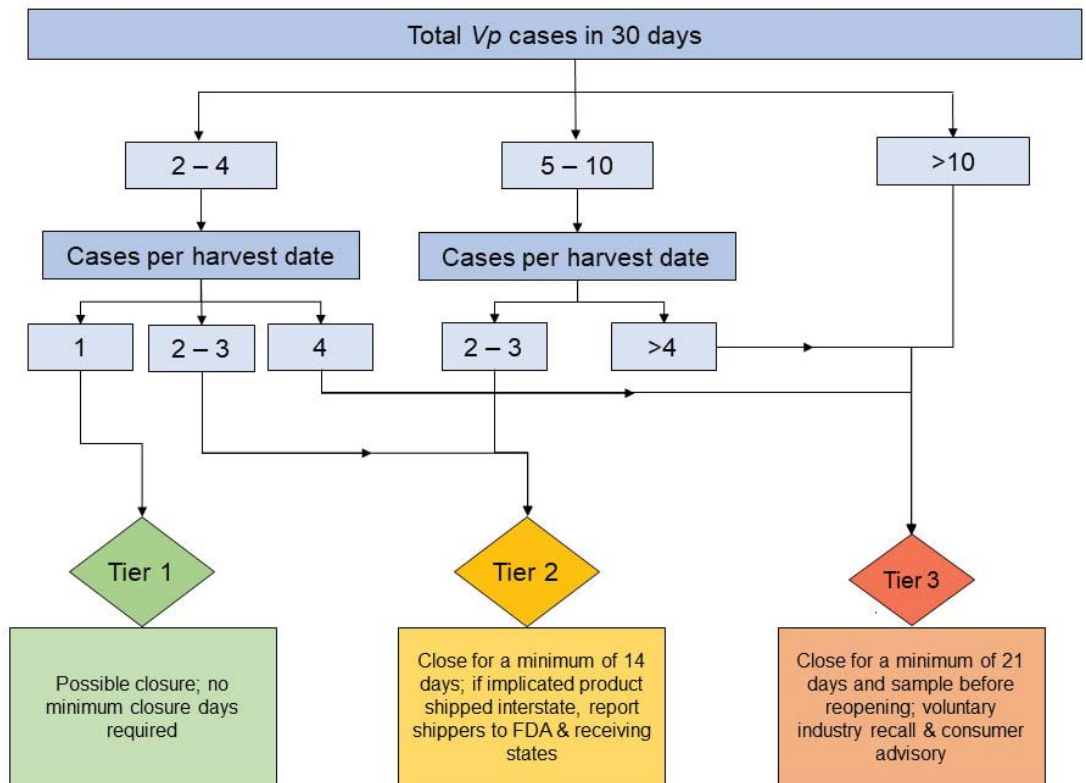 Total Vp cases in 30 days
2 – 4
5 – 10
>10
Cases per harvest date
Cases per harvest date
1
2 – 3
4
2 – 3
>4
Tier 1
Tier 2
Tier 3
Possible closure; no
minimum closure days
required
Close for a minimum of 14
days; if implicated product
shipped interstate, report
shippers to FDA & receiving
states
Close for a minimum of 21
days and sample before
reopening; voluntary
industry recall & consumer
advisory